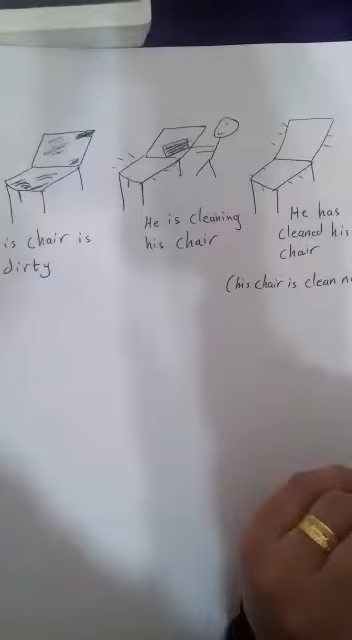 is chair is
dirty
He is cleaning
his chair
He has
cleaned his
chair
(his chair is clean